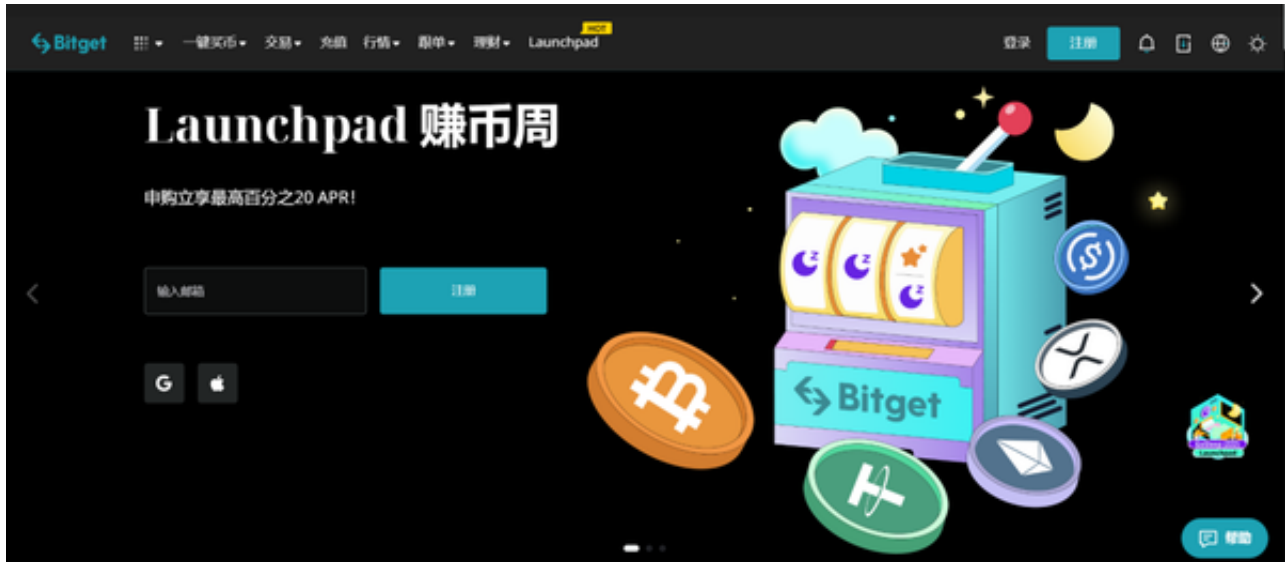 Bitget
一键买币 交易 充值 行情 跟单 理财 Launchpad HOT
登录 注册
Launchpad 赚币周
申购立享最高百分之20 APR!
输入邮箱 注册
G
Bitget
Launchpad
帮助